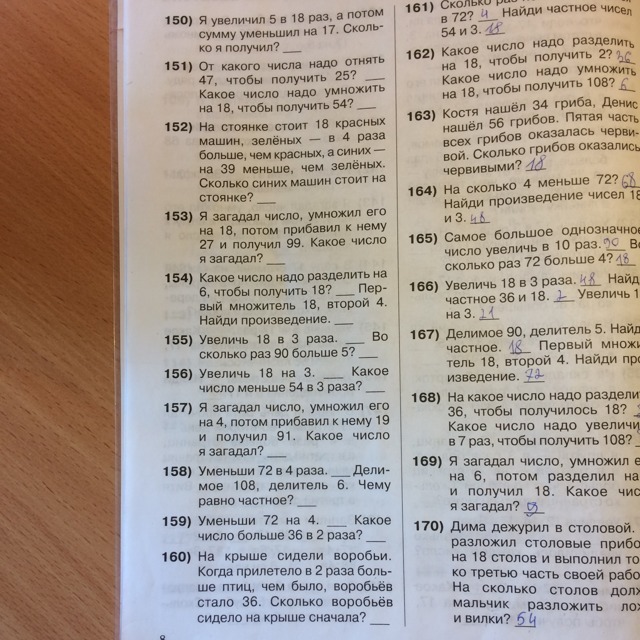 150) Я увеличил 5 в 18 раз, а потом
сумму уменьшил на 17. Сколь-
ко я получил? ___
151) От какого числа надо отнять
47, чтобы получить 25? ___
Какое число надо умножить
на 18, чтобы получить 54? ___
152) На стоянке стоит 18 красных
машин, зелёных — в 4 раза
больше, чем красных, а синих —
на 39 меньше, чем зелёных.
Сколько синих машин стоит на
стоянке? ___
153) Я загадал число, умножил его
на 18, потом прибавил к нему
27 и получил 99. Какое число
я загадал? ___
154) Какое число надо разделить на
6, чтобы получить 18? ___ Пер-
вый множитель 18, второй 4.
Найди произведение. ___
155) Увеличь 18 в 3 раза. ___ Во
сколько раз 90 больше 5? ___
156) Увеличь 18 на 3. ___ Какое
число меньше 54 в 3 раза? ___
157) Я загадал число, умножил его
на 4, потом прибавил к нему 19
и получил 91. Какое число
я загадал? ___
158) Уменьши 72 в 4 раза. ___ Дели-
мое 108, делитель 6. Чему
равно частное? ___
159) Уменьши 72 на 4. ___ Какое
число больше 36 в 2 раза? ___
160) На крыше сидели воробьи.
Когда прилетело в 2 раза боль-
ше птиц, чем было, воробьёв
стало 36. Сколько воробьёв
сидело на крыше сначала? ___
8
161) Сколько раз
в 72? 4 Найди частное чисел
54 и 3. 18
162) Какое число надо разделить
на 18, чтобы получить 2? 36
Какое число надо умножить
на 18, чтобы получить 108? 6
163) Костя нашёл 34 гриба, Денис
нашёл 56 грибов. Пятая часть
всех грибов оказалась черви-
вой. Сколько грибов оказались
червивыми? 18
164) На сколько 4 меньше 72? 68
Найди произведение чисел 18
и 3. 48
165) Самое большое однозначное
число увеличь в 10 раз. 90 Во
сколько раз 72 больше 4? 18
166) Увеличь 18 в 3 раза. 48 Найд
частное 36 и 18. 2 Увеличь 1
на 3. 21
167) Делимое 90, делитель 5. Найд
частное. 18 Первый множи
тель 18, второй 4. Найди про
изведение. 72
168) На какое число надо раздели
36, чтобы получилось 18?
Какое число надо увеличи
в 7 раз, чтобы получить 108?
169) Я загадал число, умножил е
на 6, потом разделил на
и получил 18. Какое чис
я загадал?
170) Дима дежурил в столовой.
разложил столовые прибо
на 18 столов и выполнил то
ко третью часть своей рабо
На сколько столов долж
мальчик разложить ло
и вилки? 54